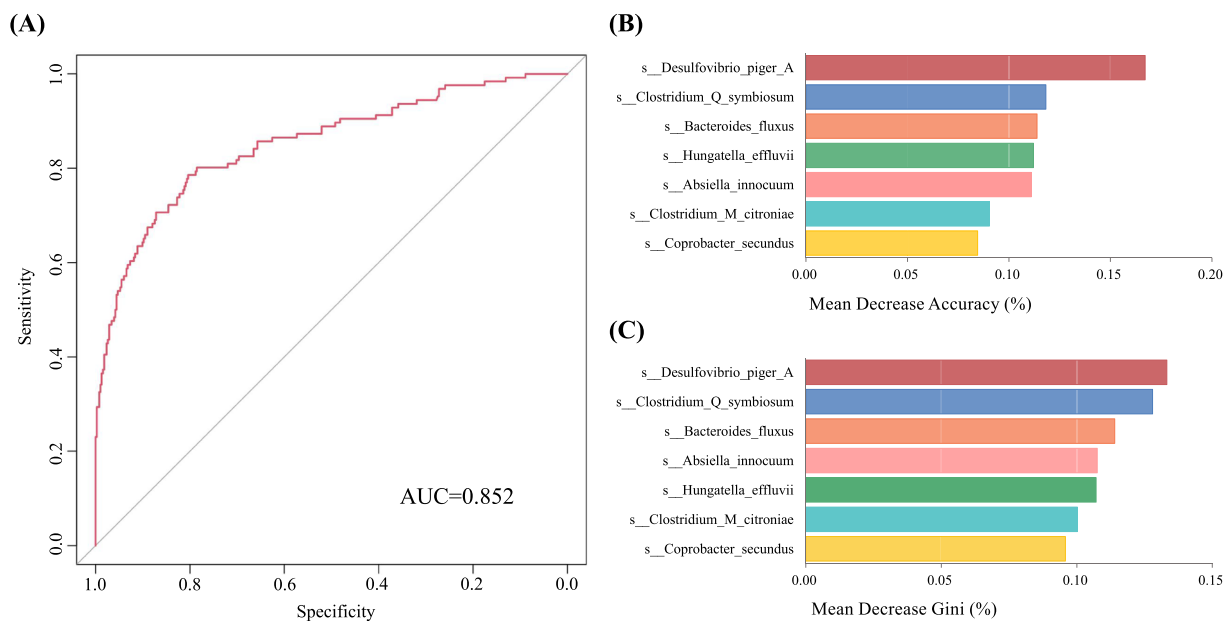 (A)
1.0
0.8
0.6
0.4
0.2
0.0
Sensitivity
AUC=0.852
1.0 0.8 0.6 0.4 0.2 0.0
Specificity
(B)
s__Desulfovibrio_piger_A
s__Clostridium_Q_symbiosum
s__Bacteroides_fluxus
s__Hungatella_effluvii
s__Absiella_innocuum
s__Clostridium_M_citroniae
s__Coprobacter_secundus
0.00 0.05 0.10 0.15 0.20
Mean Decrease Accuracy (%)
(C)
s__Desulfovibrio_piger_A
s__Clostridium_Q_symbiosum
s__Bacteroides_fluxus
s__Absiella_innocuum
s__Hungatella_effluvii
s__Clostridium_M_citroniae
s__Coprobacter_secundus
0.00 0.05 0.10 0.15
Mean Decrease Gini (%)